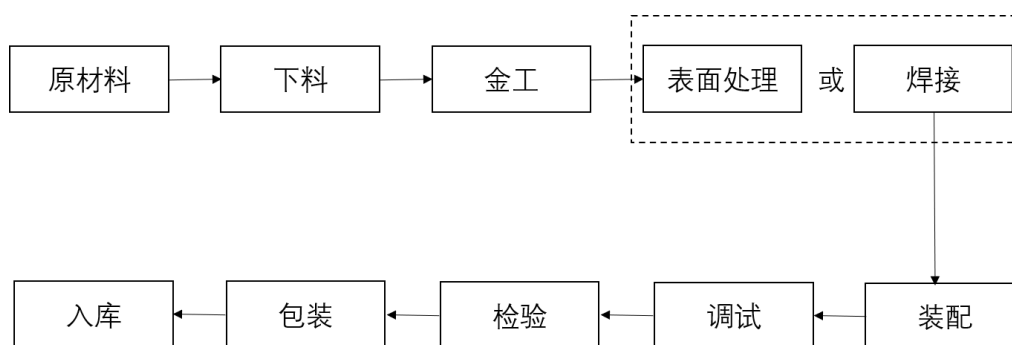 原材料
下料
金工
表面处理
或
焊接
入库
包装
检验
调试
装配